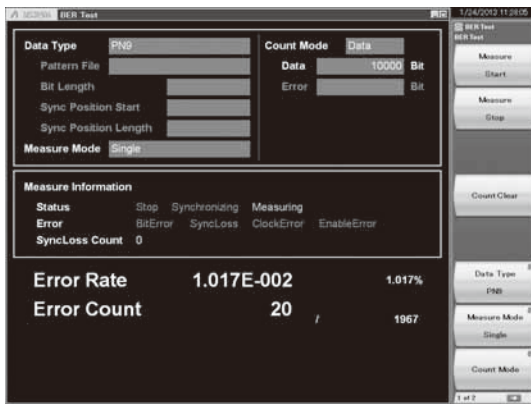 BER Test
1/24/2013 11:28:05
BER Test
BER Test
Data Type PN9 Count Mode Data
Pattern File Data 10000 Bit
Bit Length Error Bit
Sync Position Start
Sync Position Length
Measure Mode Single
Measure Information
Status Stop Synchronizing Measuring
Error BitError SyncLoss ClockError EnableError
SyncLoss Count 0
Error Rate 1.017E-002 1.017%
Error Count 20 / 1967
Measure
Start
Measure
Stop
Count Clear
Data Type
PN9
Measure Mode
Single
Count Mode
1 of 2